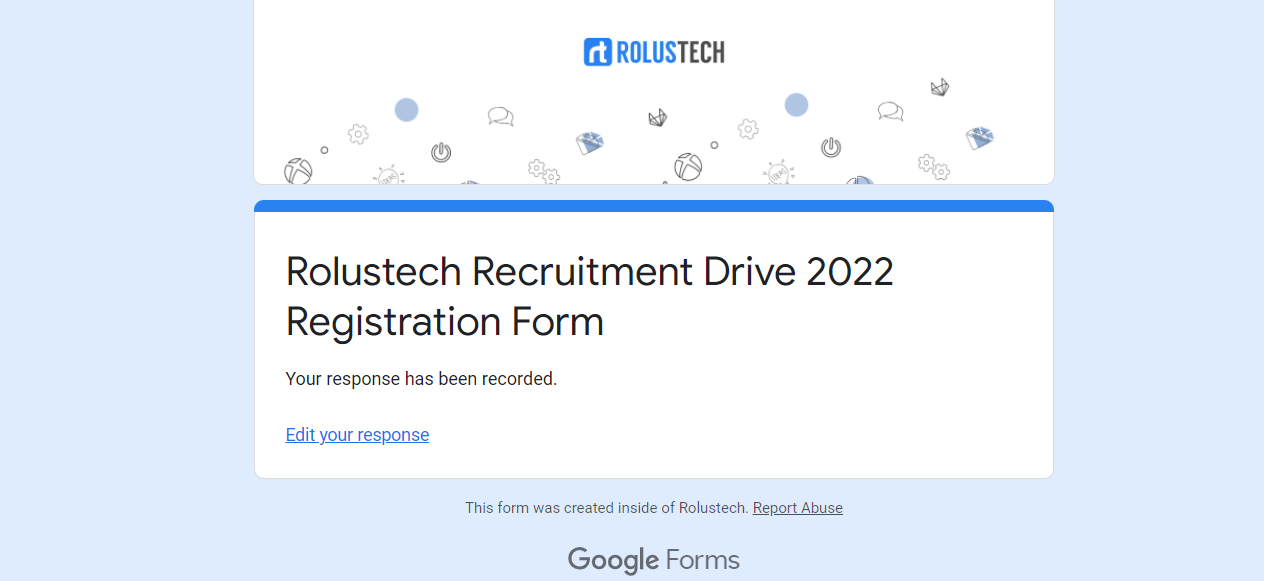 rt ROLUSTECH
Rolustech Recruitment Drive 2022
Registration Form
Your response has been recorded.
Edit your response
This form was created inside of Rolustech. Report Abuse
Google Forms